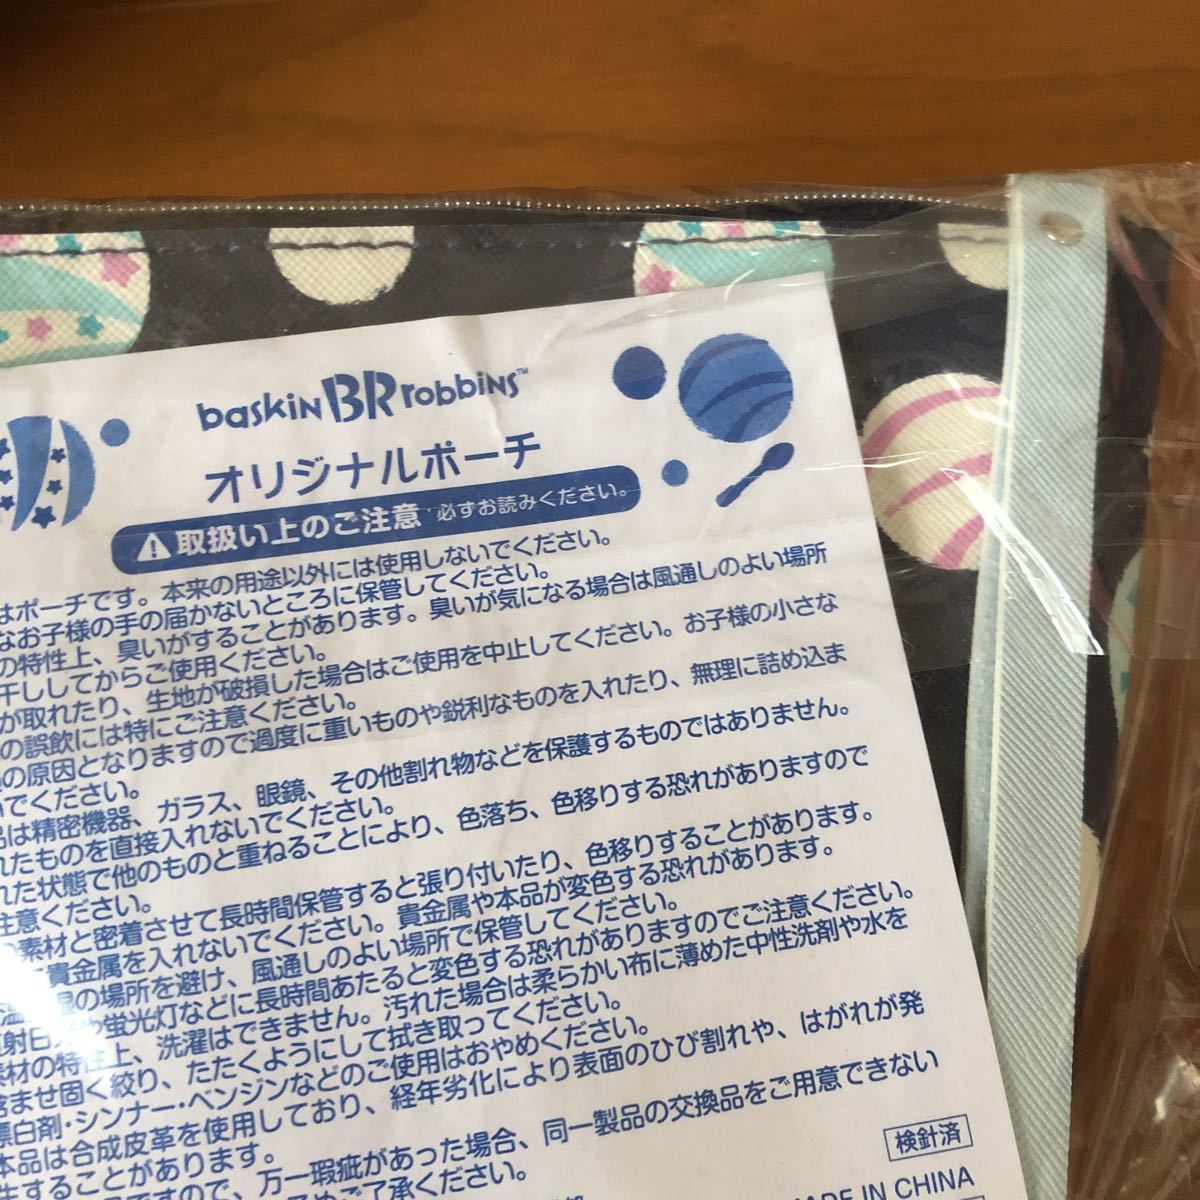 baskin BR robbins™
オリジナルポーチ
取扱い上のご注意・必ずお読みください。
はポーチです。本来の用途以外には使用しないでください。
なお子様の手の届かないところに保管してください。
の特性上、臭いがすることがあります。臭いが気になる場合は風通しのよい場所
干ししてからご使用ください。
が取れたり、生地が破損した場合はご使用を中止してください。お子様の小さな
の誤飲には特にご注意ください。
の原因となりますので過度に重いものや鋭利なものを入れたり、無理に詰め込ま
でください。
品は精密機器、ガラス、眼鏡、その他割れ物などを保護するものではありません。
れたものを直接入れないでください。
れた状態で他のものと重ねることにより、色落ち、色移りする恐れがありますので
注意ください。
素材と密着させて長時間保管すると張り付いたり、色移りすることがあります。
貴金属を入れないでください。貴金属や本品が変色する恐れがあります。
の場所を避け、風通しのよい場所で保管してください。
射日光や蛍光灯などに長時間あたると変色する恐れがありますのでご注意ください。
素材の特性上、洗濯はできません。汚れた場合は柔らかい布に薄めた中性洗剤や水を
含ませ固く絞り、たたくようにして拭き取ってください。
漂白剤・シンナー・ベンジンなどのご使用はおやめください。
本品は合成皮革を使用しており、経年劣化により表面のひび割れや、はがれが発
生することがあります。
ですので、万一瑕疵があった場合、同一製品の交換品をご用意できない
ご了承ください。
検針済
MADE IN CHINA